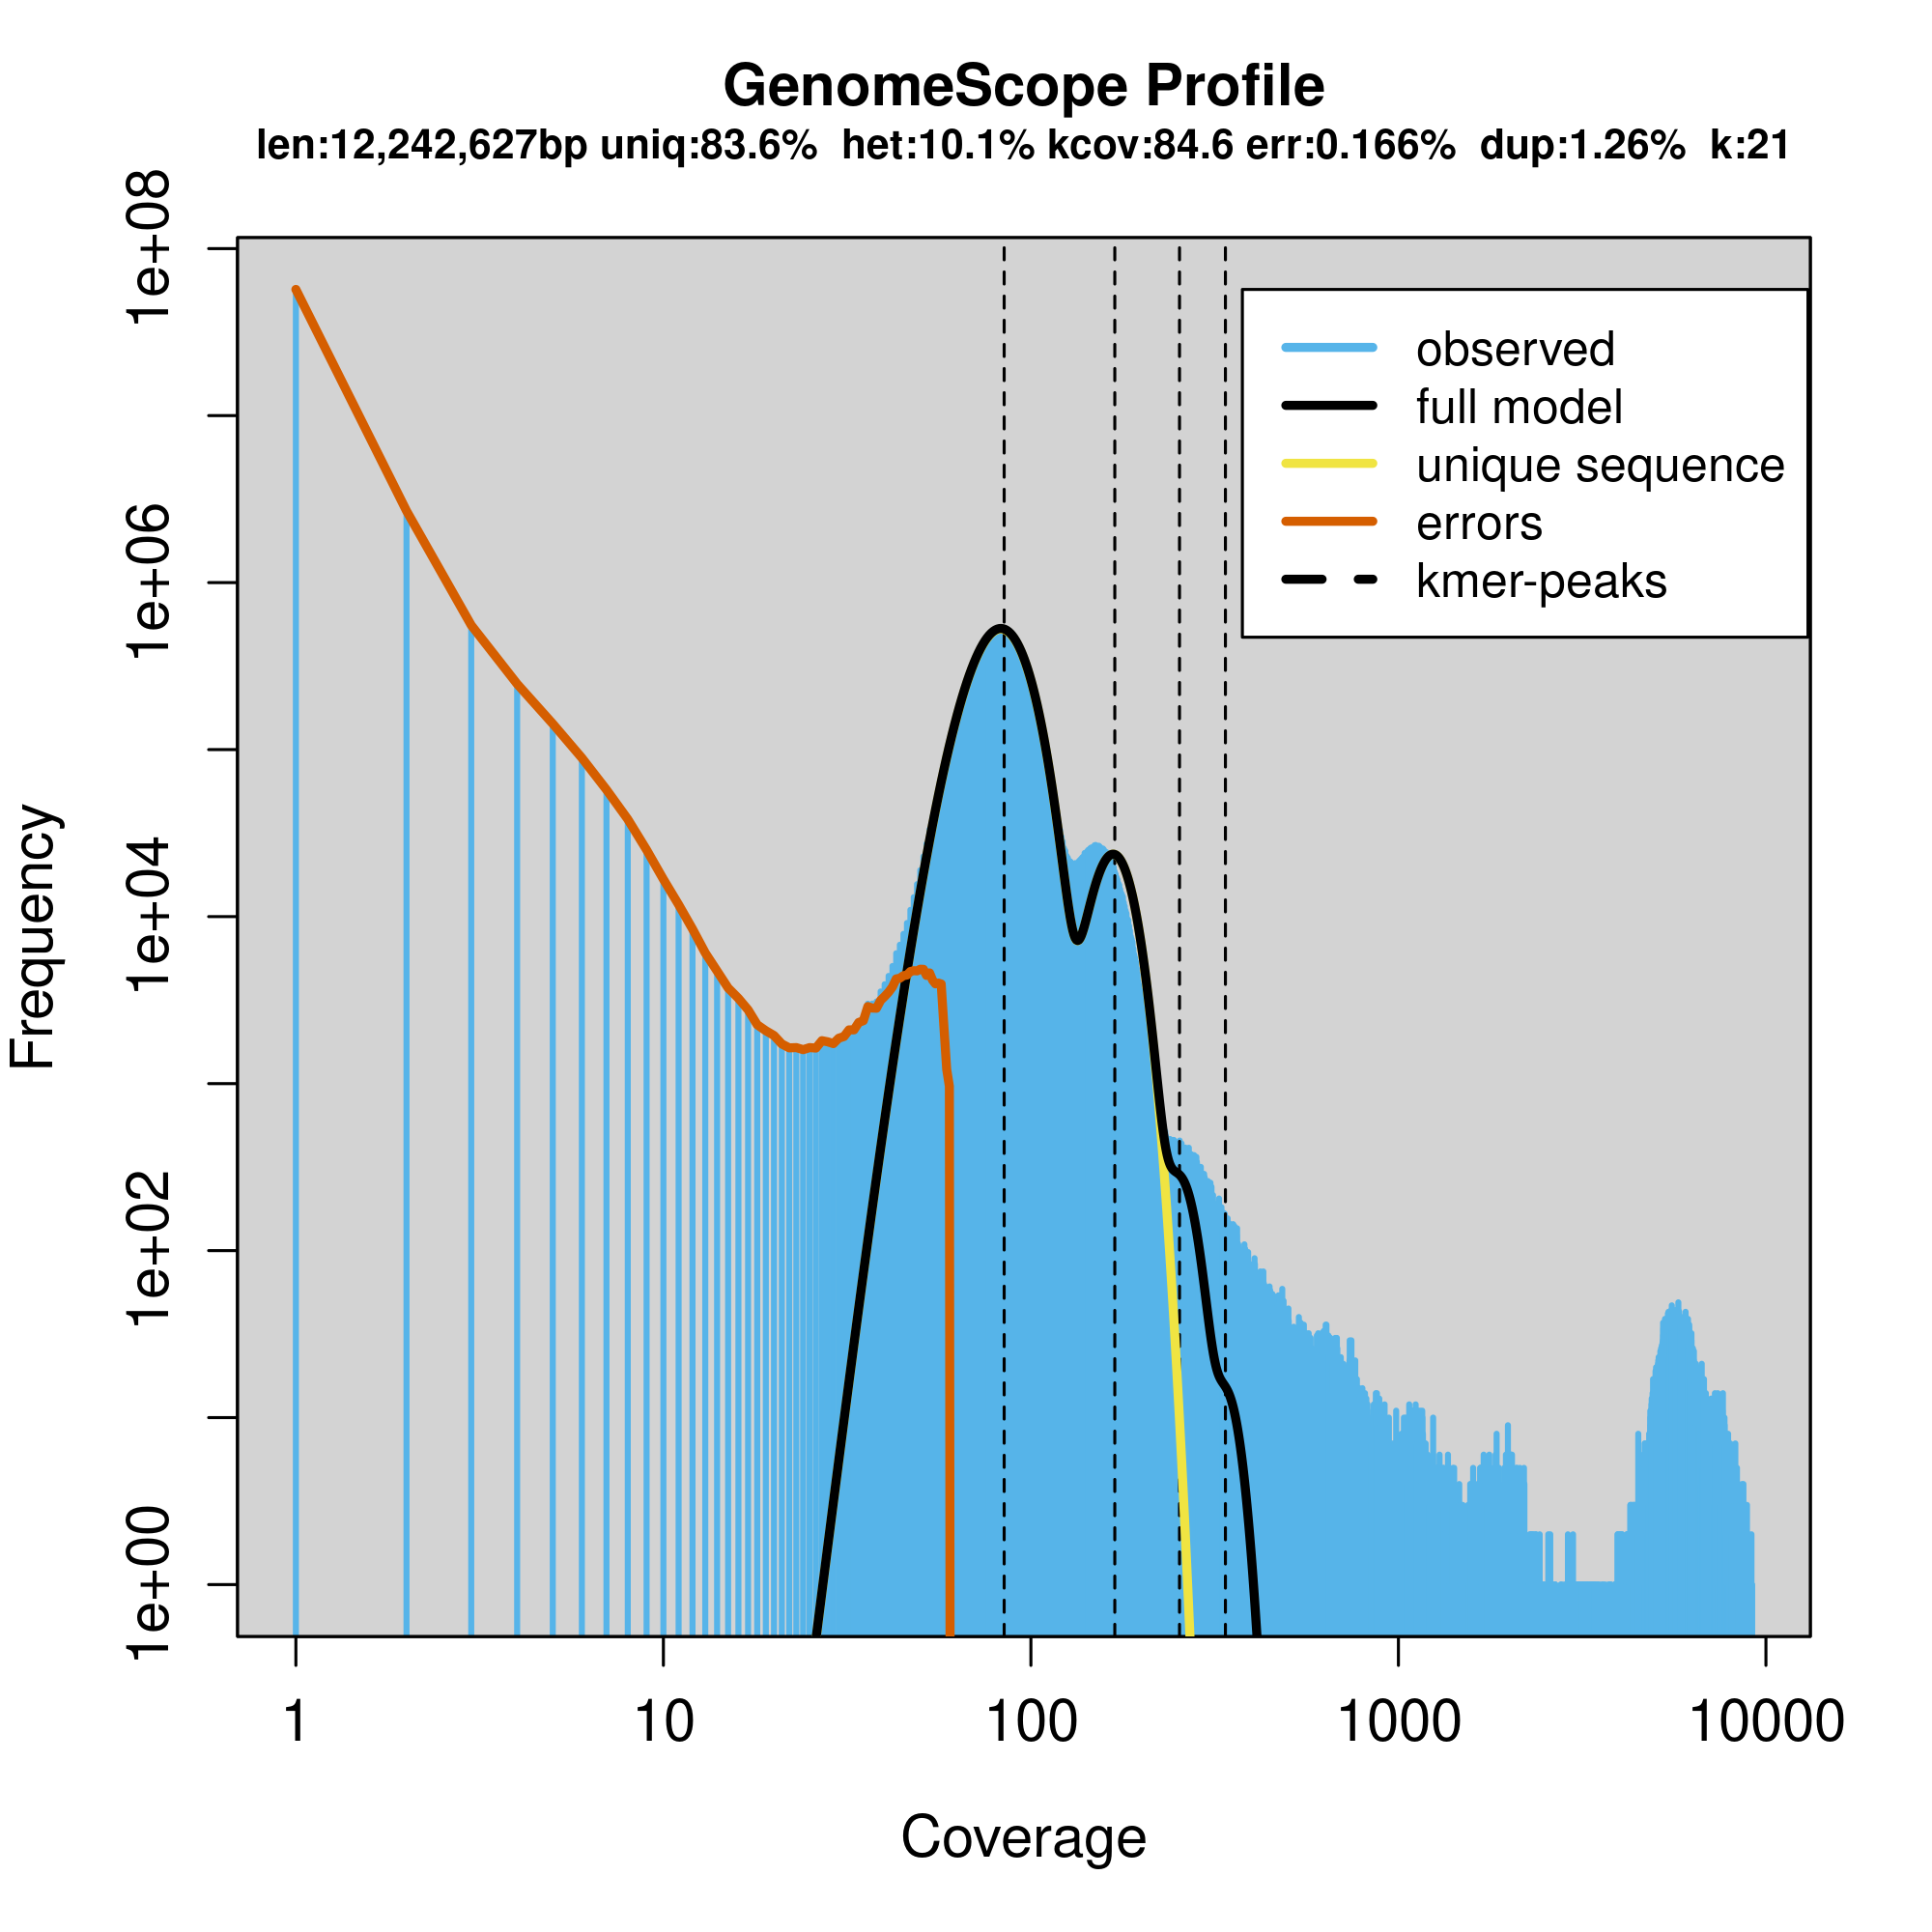 GenomeScope Profile
len:12,242,627bp uniq:83.6% het:10.1% kcov:84.6 err:0.166% dup:1.26% k:21
1e+08
1e+06
1e+04
1e+02
1e+00
Frequency
observed
full model
unique sequence
errors
kmer-peaks
1 10 100 1000 10000
Coverage